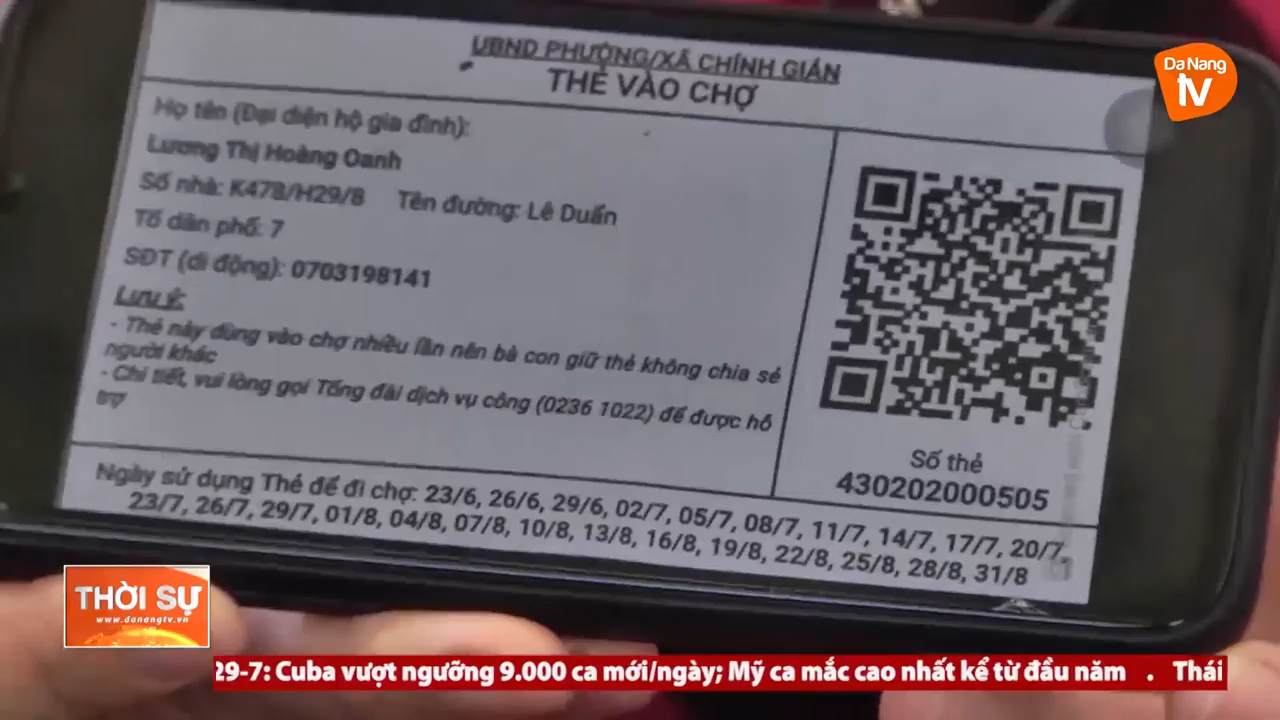 Da Nang
tv
UBND PHƯỜNG/XÃ CHÍNH GIÁN
THẺ VÀO CHỢ
Họ tên (Đại diện hộ gia đình):
Lương Thị Hoàng Oanh
Số nhà: K478/H29/8 Tên đường: Lê Duẩn
Tổ dân phố: 7
SĐT (di động): 0703198141
Lưu ý:
- Thẻ này dùng vào chợ nhiều lần nên bà con giữ thẻ không chia sẻ
người khác
- Chi tiết, vui lòng gọi Tổng đài dịch vụ công (0236 1022) để được hỗ
trợ
Số thẻ
430202000505
Ngày sử dụng Thẻ để đi chợ: 23/6, 26/6, 29/6, 02/7, 05/7, 08/7, 11/7, 14/7, 17/7, 20/7,
23/7, 26/7, 29/7, 01/8, 04/8, 07/8, 10/8, 13/8, 16/8, 19/8, 22/8, 25/8, 28/8, 31/8
THỜI SỰ
www.danangtv.vn
29-7: Cuba vượt ngưỡng 9.000 ca mới/ngày; Mỹ ca mắc cao nhất kể từ đầu năm . Thái